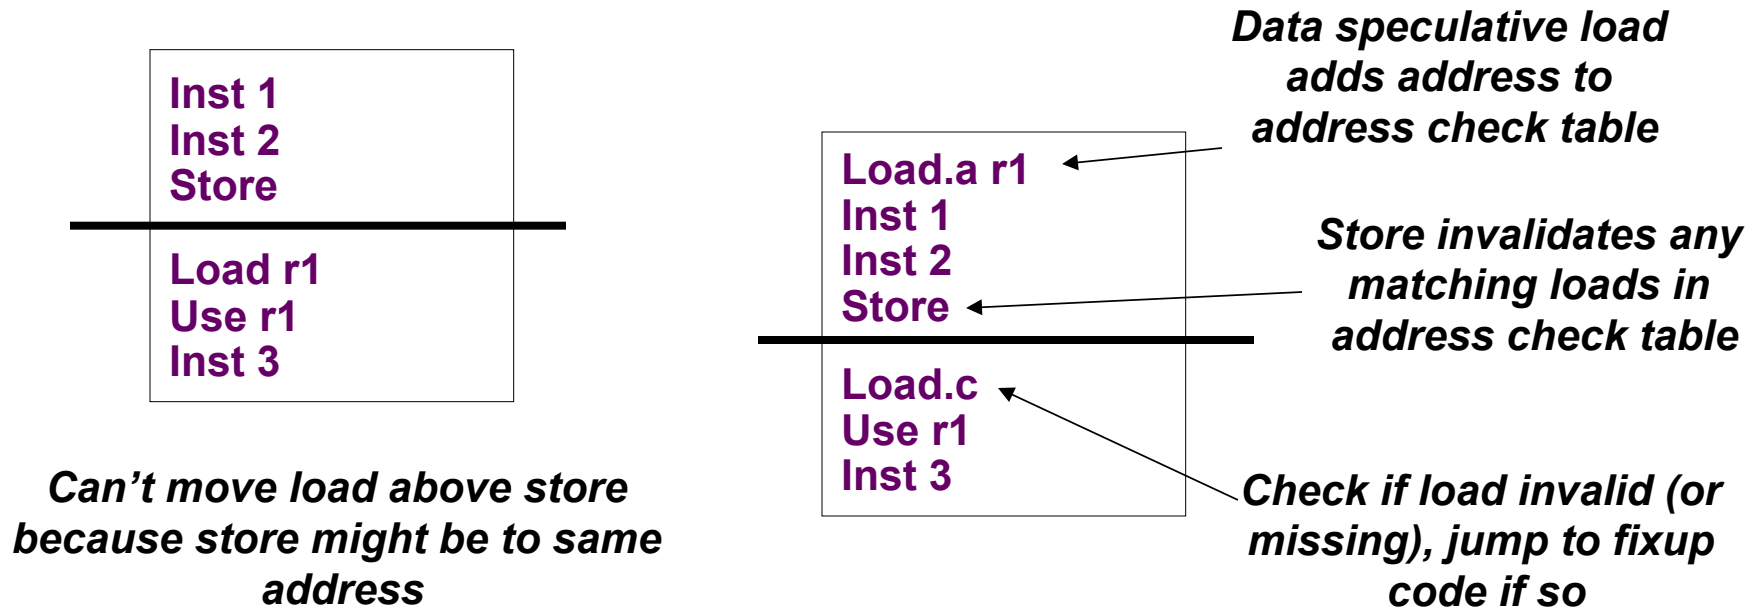 Inst 1
Inst 2
Store
Load r1
Use r1
Inst 3
Can’t move load above store
because store might be to same
address
Load.a r1
Inst 1
Inst 2
Store
Load.c
Use r1
Inst 3
Data speculative load
adds address to
address check table
Store invalidates any
matching loads in
address check table
Check if load invalid (or
missing), jump to fixup
code if so